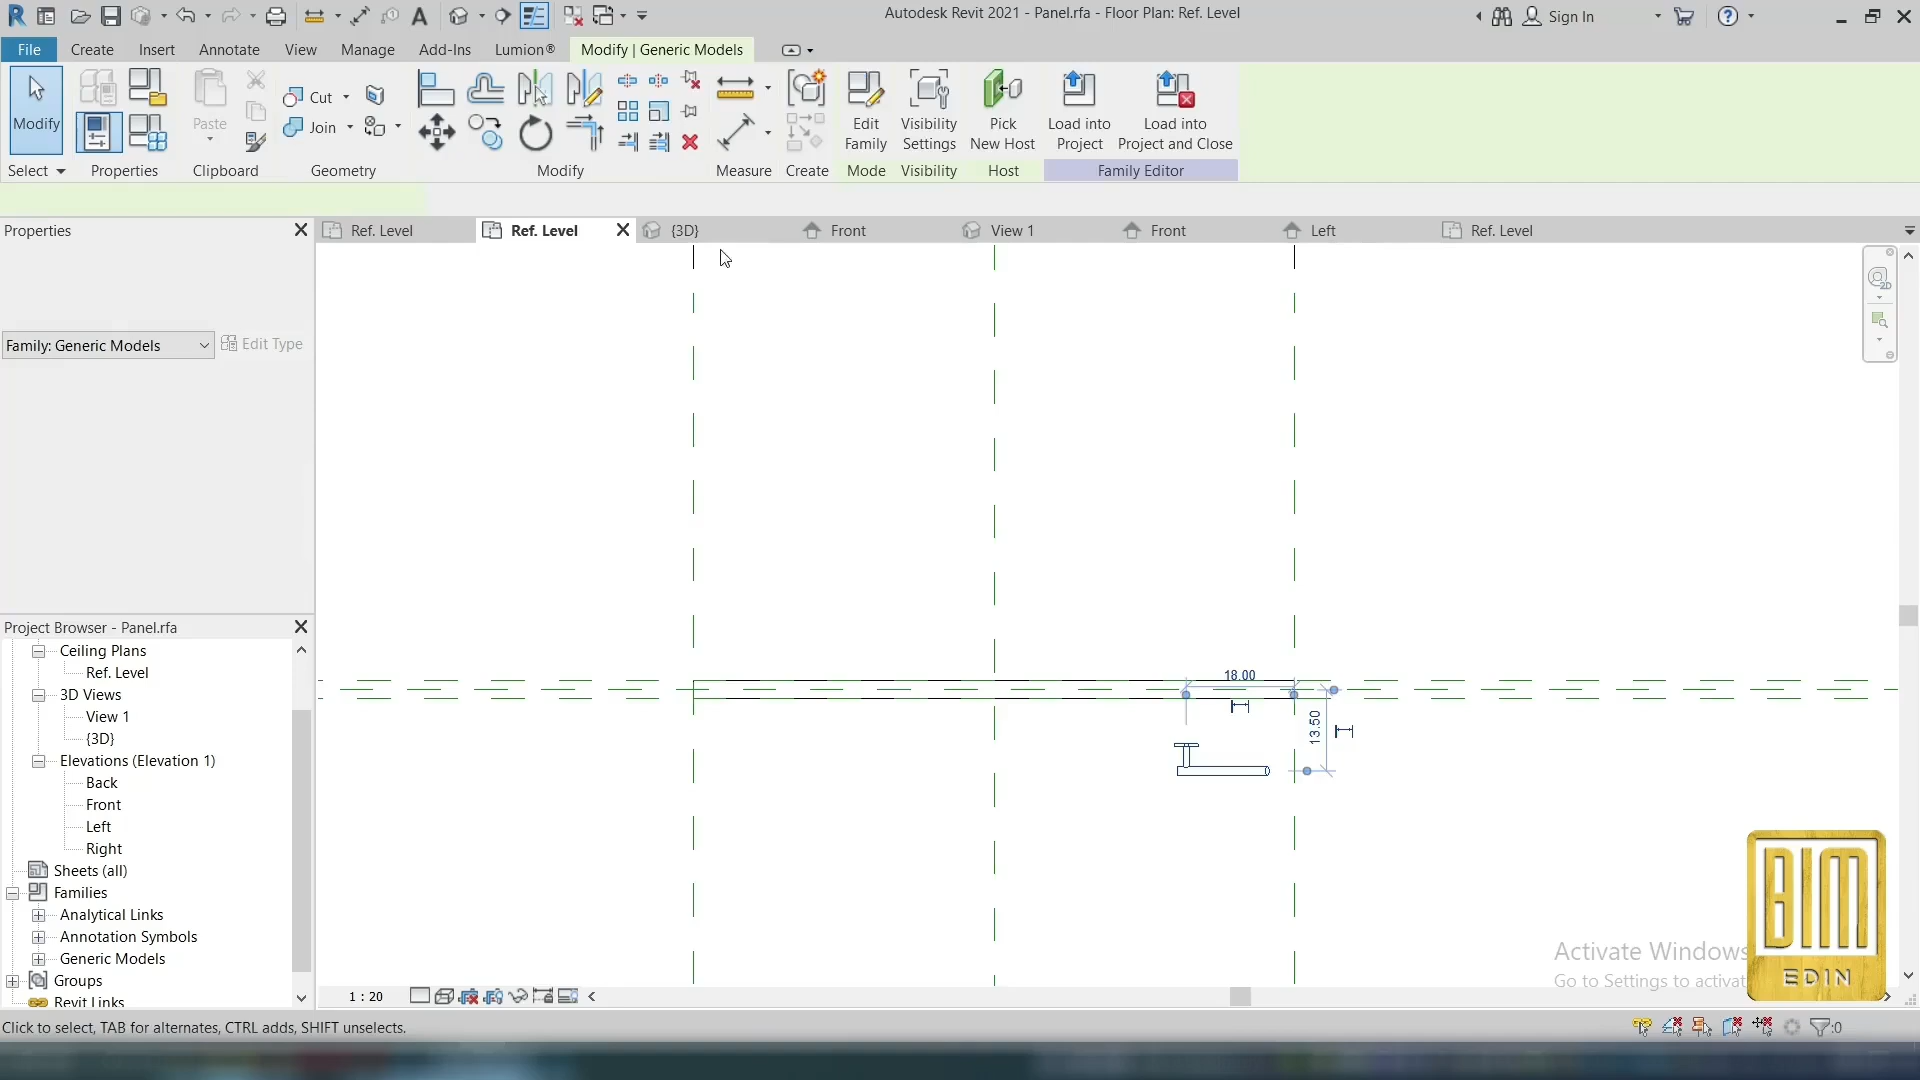 Autodesk Revit 2021 - Panel.rfa - Floor Plan: Ref. Level
Sign In
File
Create
Insert
Annotate
View
Manage
Add-Ins
Lumion®
Modify | Generic Models
Modify
Paste
Cut
Join
Edit
Family
Visibility
Settings
Pick
New Host
Load into
Project
Load into
Project and Close
Select
Properties
Clipboard
Geometry
Modify
Measure
Create
Mode
Visibility
Host
Family Editor
Properties
Ref. Level
Ref. Level
{3D}
Front
View 1
Front
Left
Ref. Level
2D
Family: Generic Models
Edit Type
18.00
13.50
Project Browser - Panel.rfa
Ceiling Plans
Ref. Level
3D Views
View 1
{3D}
Elevations (Elevation 1)
Back
Front
Left
Right
Sheets (all)
Families
Analytical Links
Annotation Symbols
Generic Models
Groups
Revit Links
1 : 20
Activate Windows
Go to Settings to activat
BIM
EDIN
Click to select, TAB for alternates, CTRL adds, SHIFT unselects.
:0